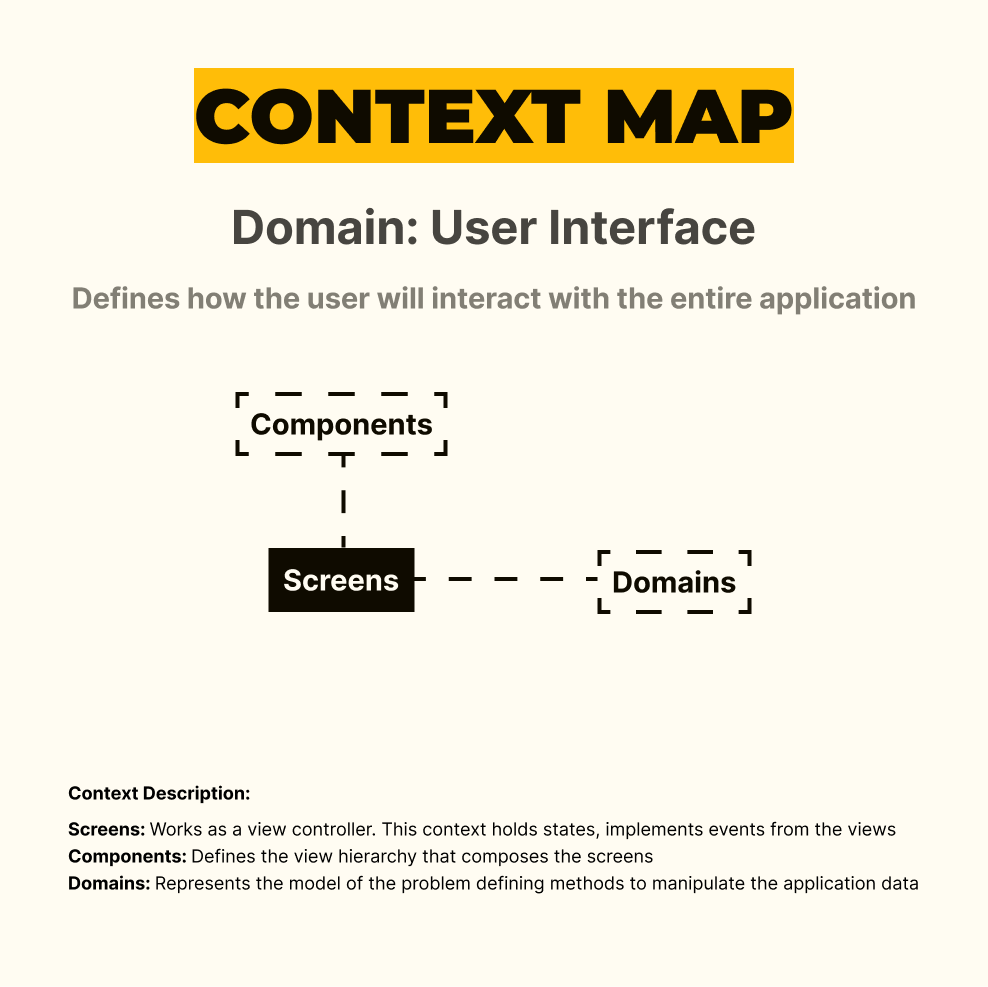 CONTEXT MAP
Domain: User Interface
Defines how the user will interact with the entire application
Components
Screens
Domains
Context Description:
Screens: Works as a view controller. This context holds states, implements events from the views
Components: Defines the view hierarchy that composes the screens
Domains: Represents the model of the problem defining methods to manipulate the application data